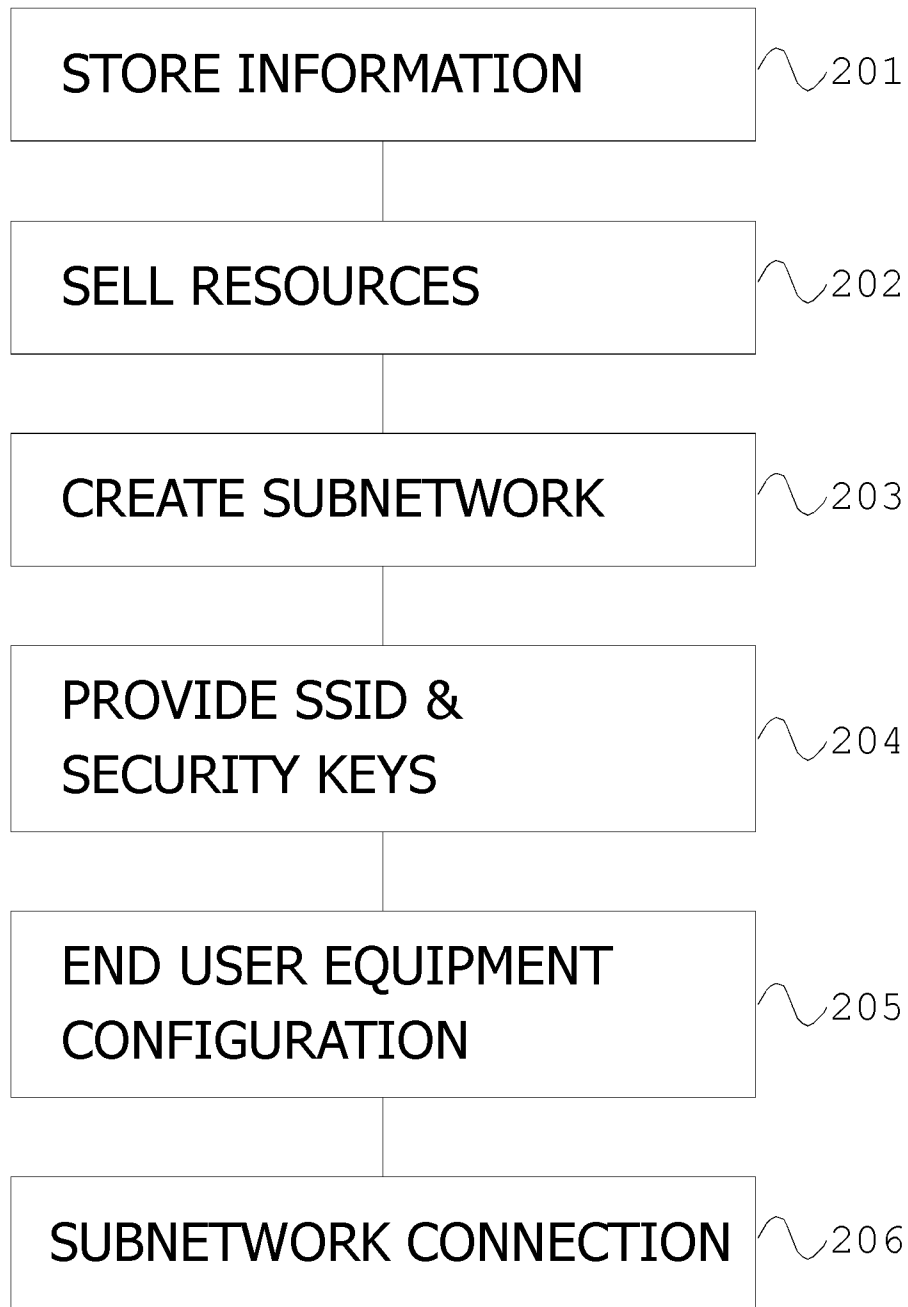 STORE INFORMATION 201
SELL RESOURCES 202
CREATE SUBNETWORK 203
PROVIDE SSID &
SECURITY KEYS 204
END USER EQUIPMENT
CONFIGURATION 205
SUBNETWORK CONNECTION 206